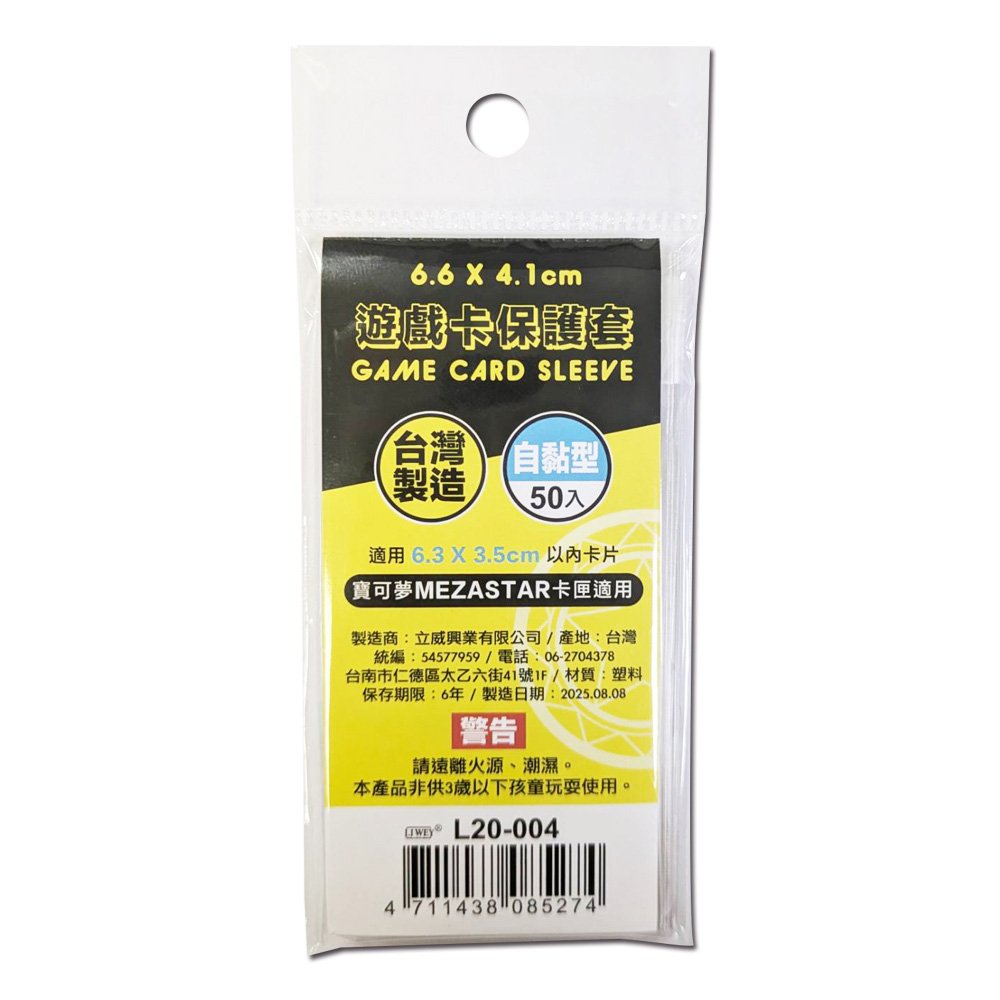 6.6 X 4.1cm
遊戲卡保護套
GAME CARD SLEEVE
台灣
製造
自黏型
50入
適用 6.3 X 3.5cm 以內卡片
寶可夢MEZASTAR卡匣適用
製造商：立威興業有限公司 / 產地：台灣
統編：54577959 / 電話：06-2704378
台南市仁德區太乙六街41號1F / 材質：塑料
保存期限：6年 / 製造日期：2025.08.08
警告
請遠離火源、潮濕。
本產品非供3歲以下孩童玩耍使用。
LIWEY® L20-004
4 711438 085274